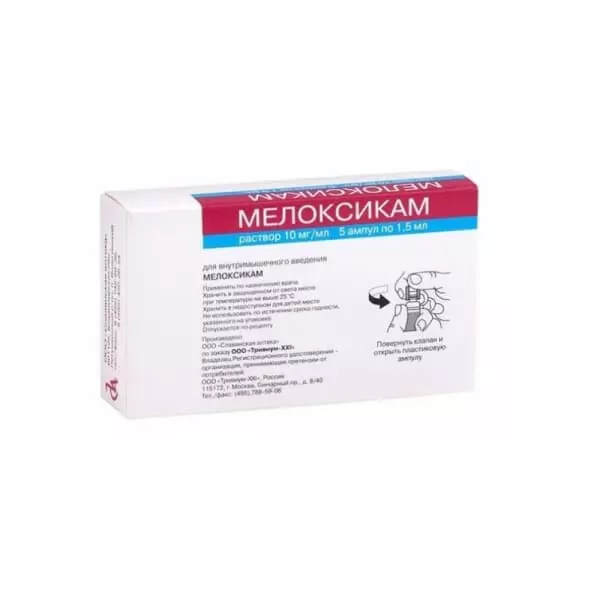 МЕЛОКСИКАМ
МЕЛОКСИКАМ
раствор 10 мг/мл 5 ампул по 1,5 мл
для внутримышечного введения
МЕЛОКСИКАМ
Применять по назначению врача
Хранить в защищенном от света месте
при температуре не выше 25°C
Хранить в недоступном для детей месте
Не использовать по истечении срока годности,
указанного на упаковке
Отпускается по рецепту
Произведено
ООО «Славянская аптека»
по заказу ООО «Тривиум-XXI»
Владелец Регистрационного удостоверения -
организация, принимающая претензии от
потребителей:
ООО «Тривиум-XXI», Россия
115172, г. Москва, пр., д. 8/40
Тел./факс: (495) 788-59-06
Повернуть клапан и
открыть пластиковую
ампулу